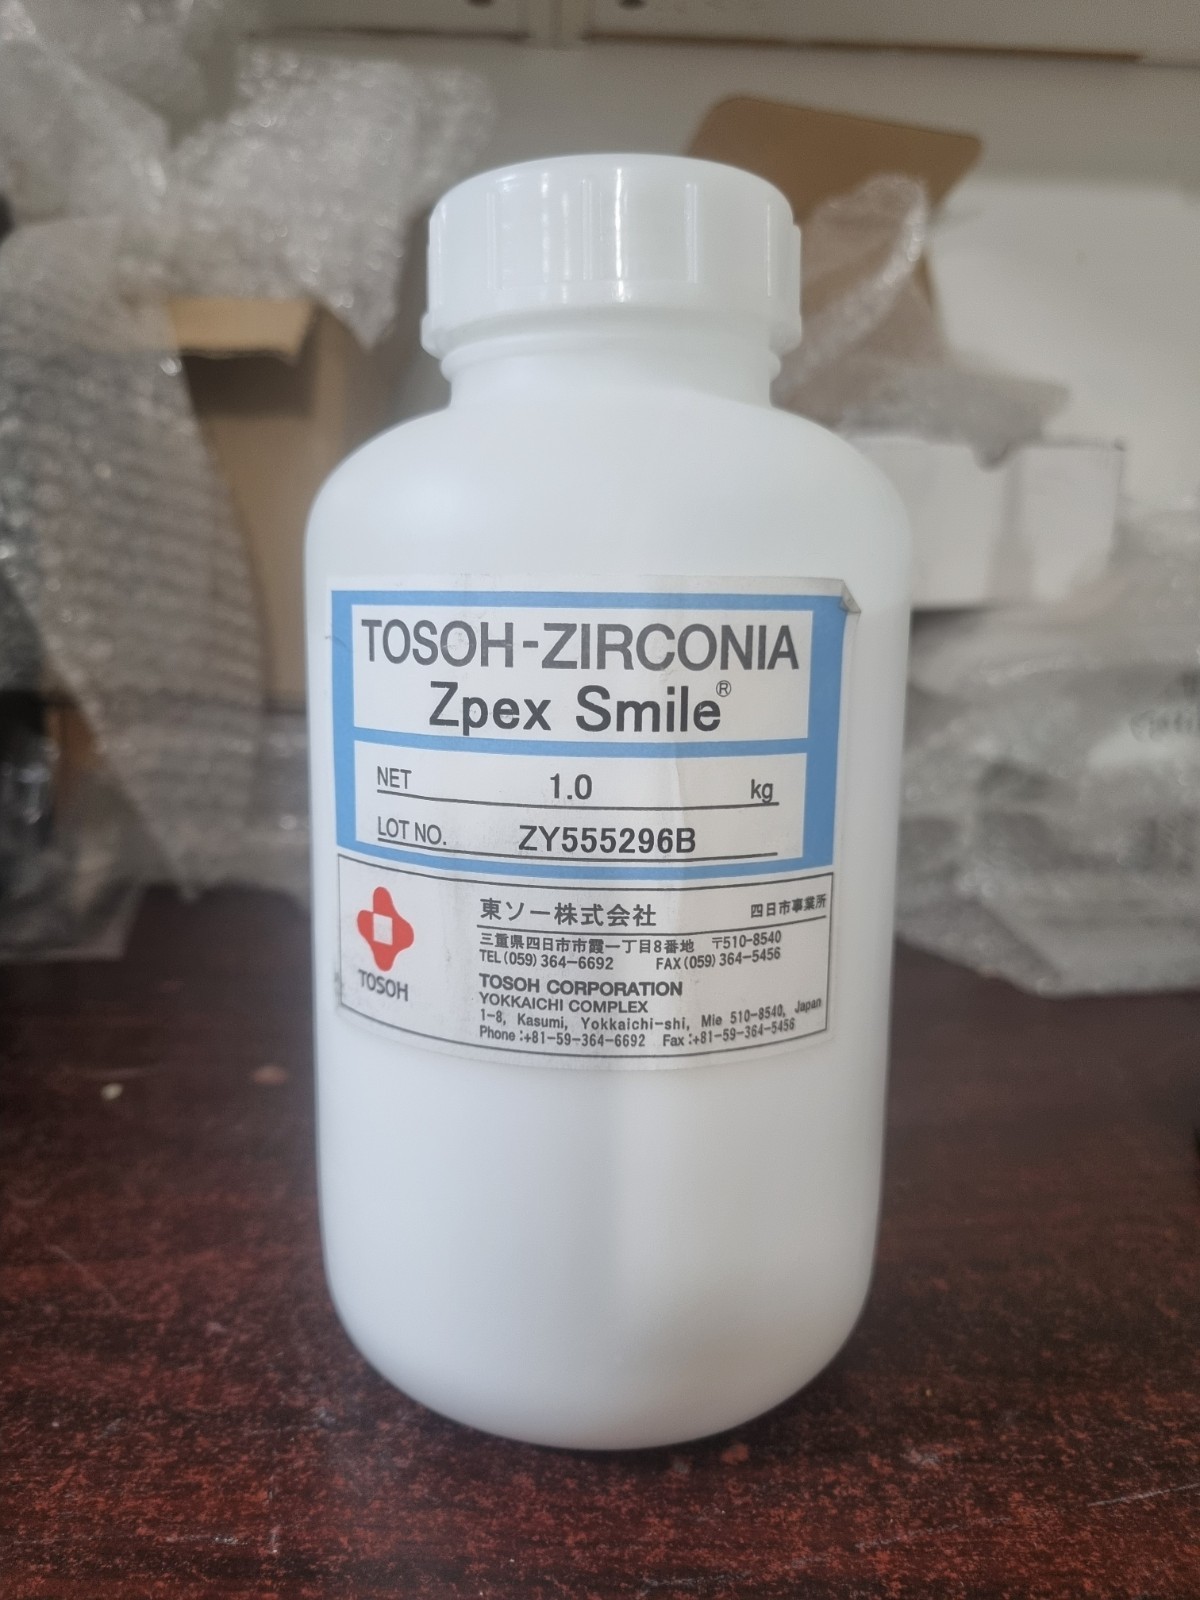 TOSOH-ZIRCONIA
Zpex Smile®
NET 1.0 kg
LOT NO. ZY555296B
TOSOH
東ソー株式会社 四日市事業所
三重県四日市市霞一丁目8番地 〒510-8540
TEL(059)364-6692 FAX(059)364-5456
TOSOH CORPORATION
YOKKAICHI COMPLEX
1-8, Kasumi, Yokkaichi-shi, Mie 510-8540, Japan
Phone:+81-59-364-6692 Fax:+81-59-364-5456